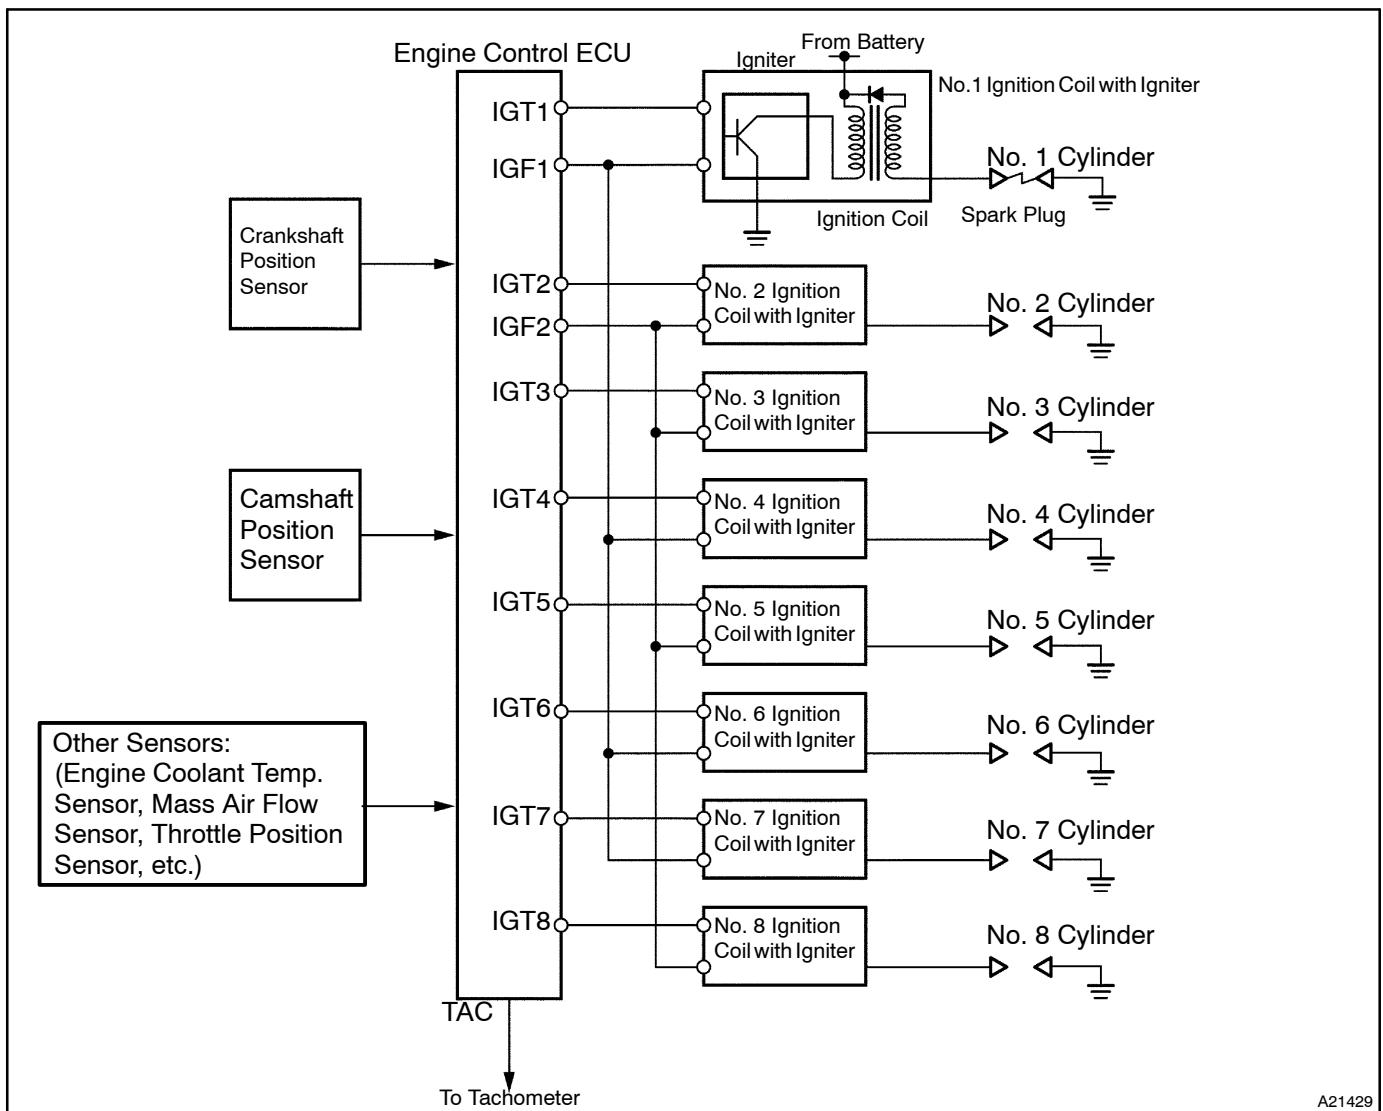 From Battery
Engine Control ECU
Igniter
No.1 Ignition Coil with Igniter
IGT1
IGF1
No. 1 Cylinder
Ignition Coil
Spark Plug
Crankshaft
Position
Sensor
IGT2
IGF2
No. 2 Ignition
Coil with Igniter
No. 2 Cylinder
IGT3
No. 3 Ignition
Coil with Igniter
No. 3 Cylinder
Camshaft
Position
Sensor
IGT4
No. 4 Ignition
Coil with Igniter
No. 4 Cylinder
IGT5
No. 5 Ignition
Coil with Igniter
No. 5 Cylinder
IGT6
No. 6 Ignition
Coil with Igniter
No. 6 Cylinder
Other Sensors:
(Engine Coolant Temp.
Sensor, Mass Air Flow
Sensor, Throttle Position
Sensor, etc.)
IGT7
No. 7 Ignition
Coil with Igniter
No. 7 Cylinder
IGT8
No. 8 Ignition
Coil with Igniter
No. 8 Cylinder
TAC
To Tachometer
A21429